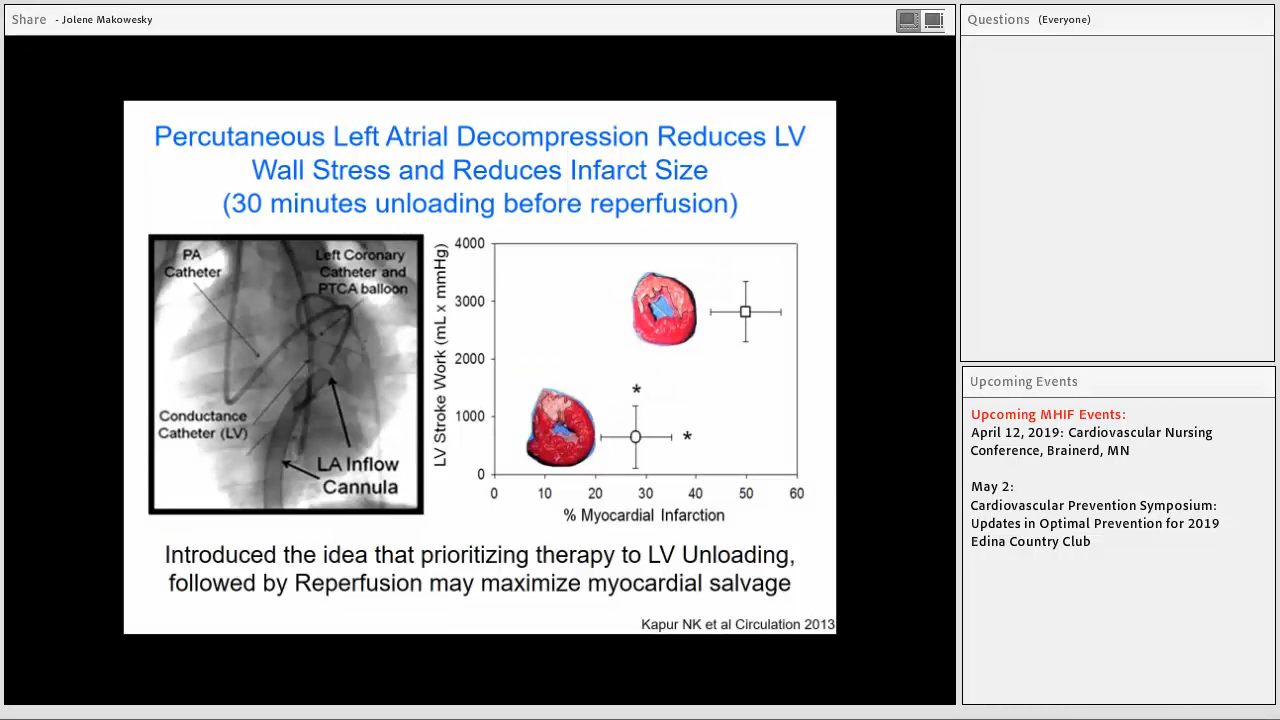 Share - Jolene Makowesky
Percutaneous Left Atrial Decompression Reduces LV
Wall Stress and Reduces Infarct Size
(30 minutes unloading before reperfusion)
PA
Catheter
Left Coronary
Catheter and
PTCA balloon
Conductance
Catheter (LV)
LA Inflow
Cannula
LV Stroke Work (mL x mmHg)
4000
3000
2000
1000
0
*
*
0 10 20 30 40 50 60
% Myocardial Infarction
Introduced the idea that prioritizing therapy to LV Unloading,
followed by Reperfusion may maximize myocardial salvage
Kapur NK et al Circulation 2013
Questions (Everyone)
Upcoming Events
Upcoming MHIF Events:
April 12, 2019: Cardiovascular Nursing
Conference, Brainerd, MN
May 2:
Cardiovascular Prevention Symposium:
Updates in Optimal Prevention for 2019
Edina Country Club